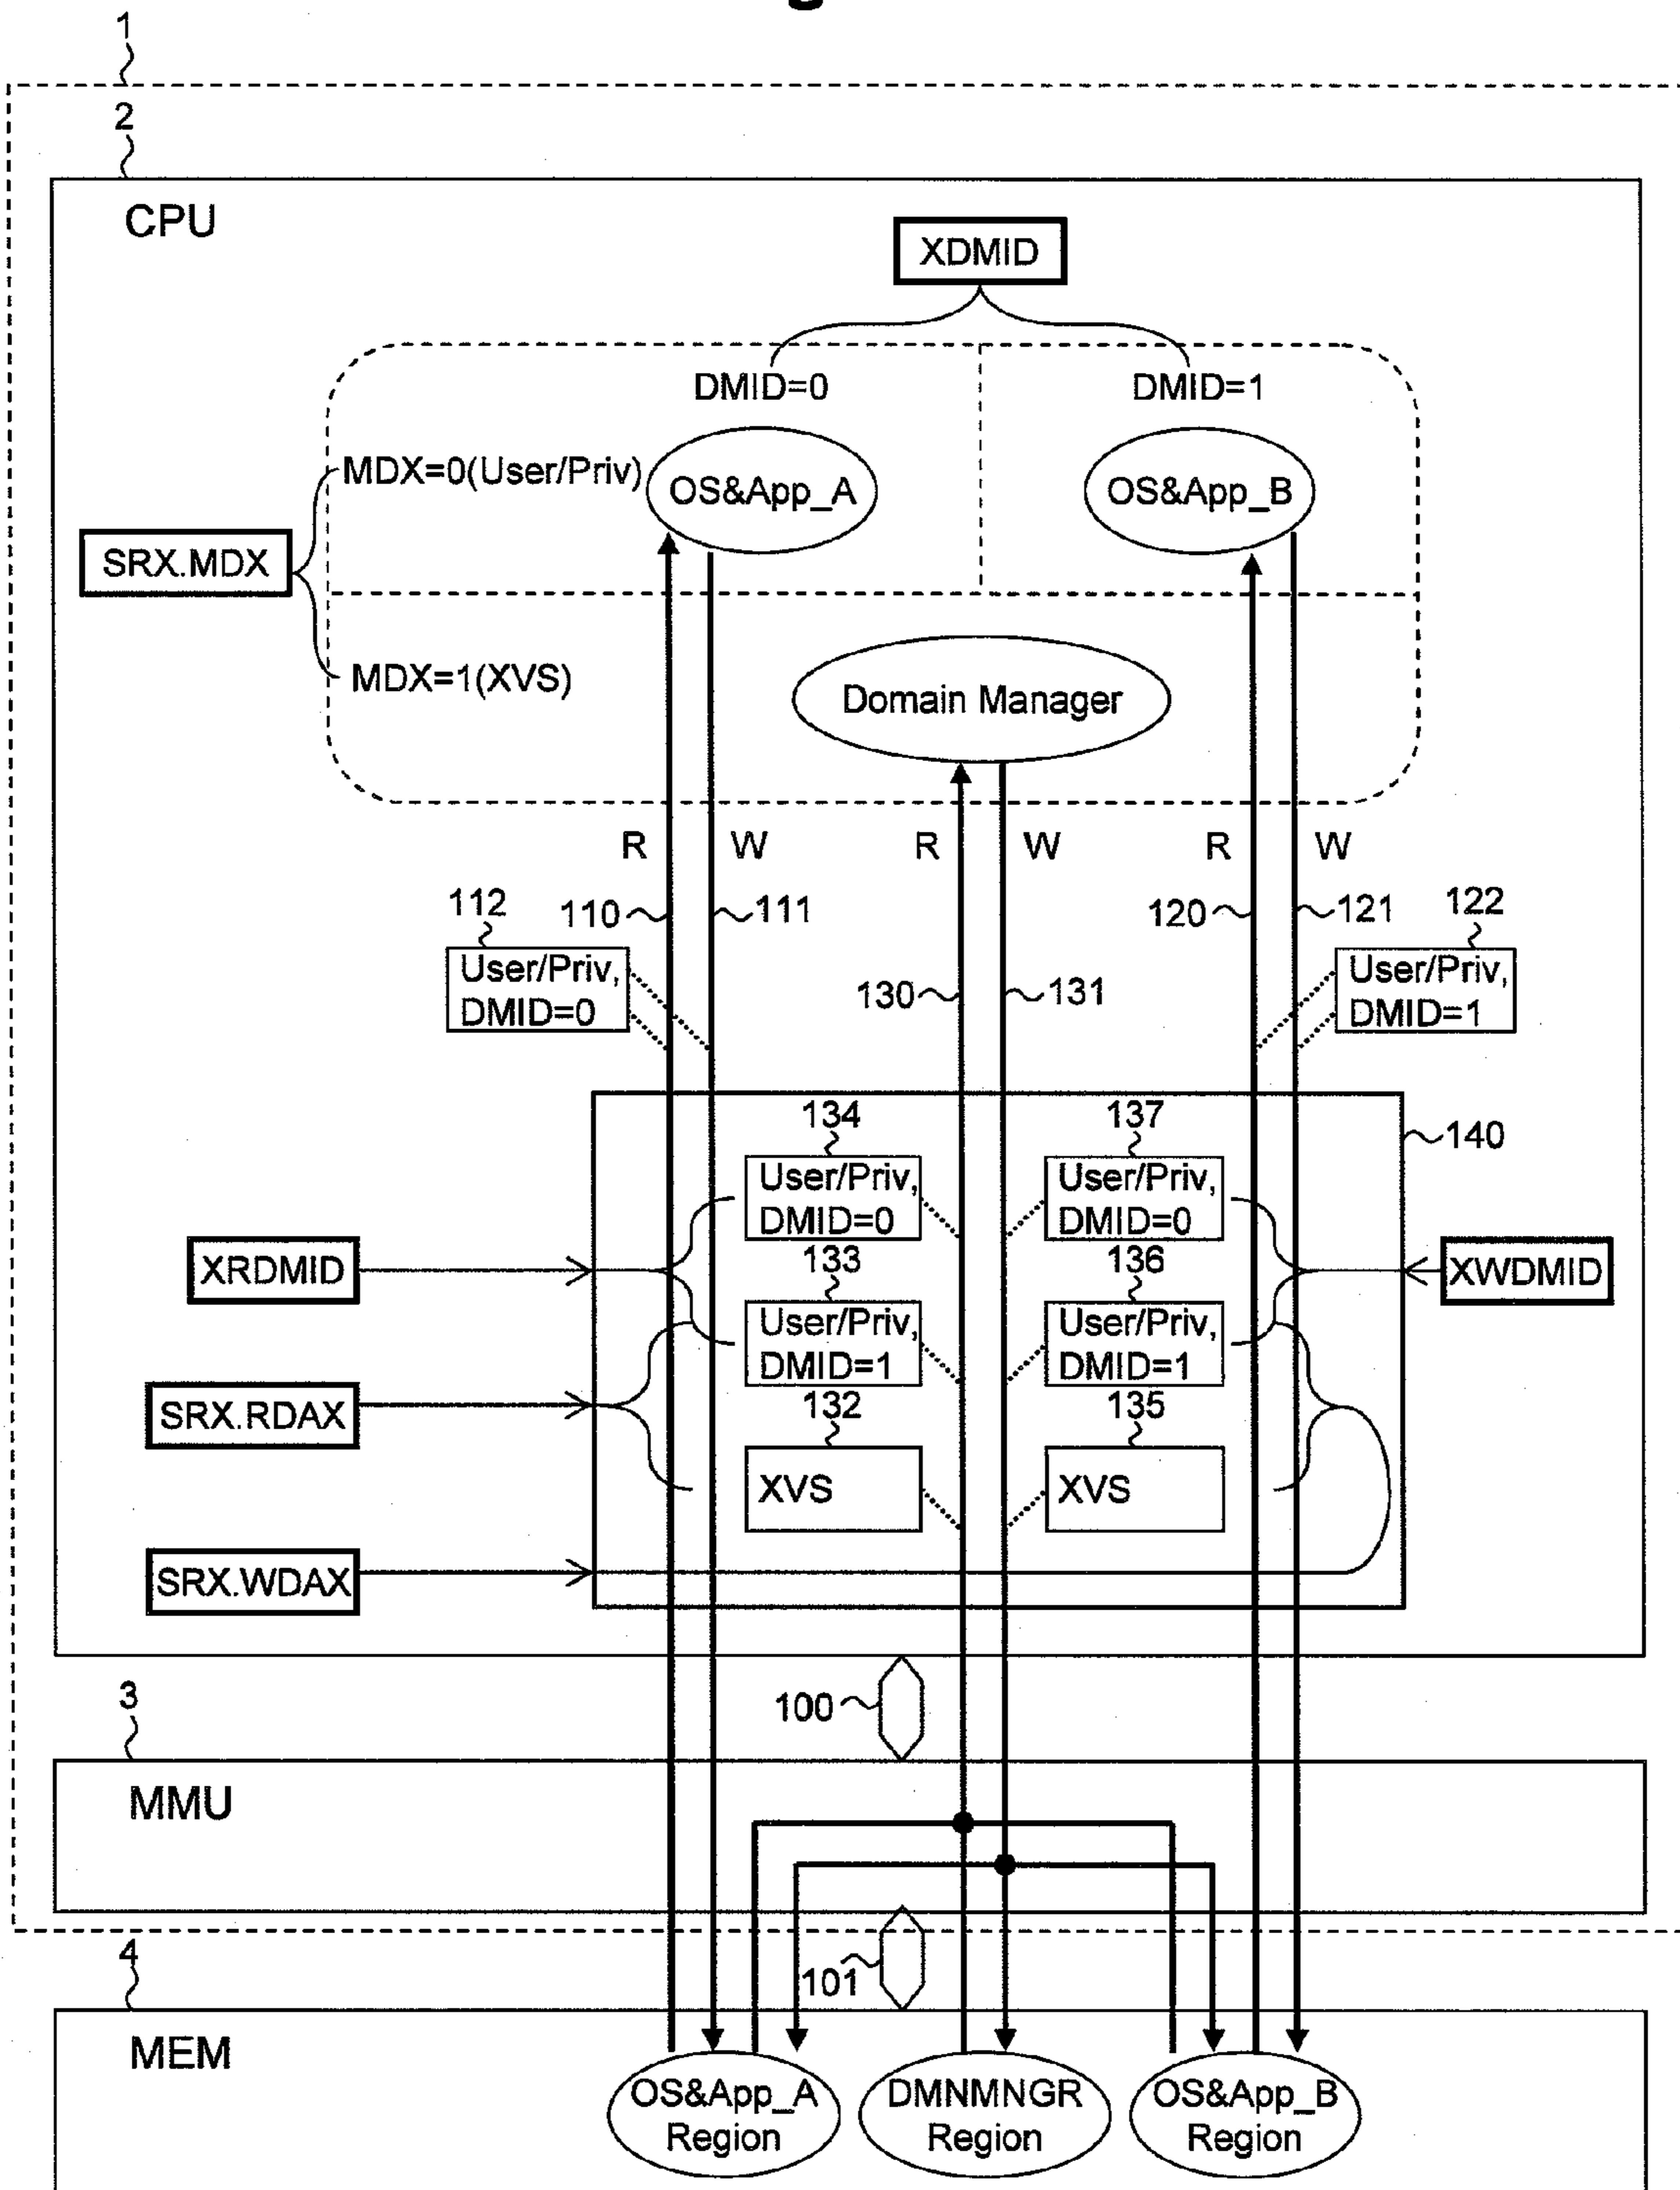 1
2
CPU
XDMID
DMID=0
DMID=1
MDX=0(User/Priv)
OS&App_A
OS&App_B
SRX.MDX
MDX=1(XVS)
Domain Manager
R
W
R
W
R
W
112
110
111
120
121
122
User/Priv,
DMID=0
130
131
User/Priv,
DMID=1
134
137
140
User/Priv,
DMID=0
User/Priv,
DMID=0
XRDMID
133
136
XWDMID
User/Priv,
DMID=1
User/Priv,
DMID=1
SRX.RDAX
132
135
XVS
XVS
SRX.WDAX
3
100
MMU
4
101
MEM
OS&App_A
Region
DMNMNGR
Region
OS&App_B
Region